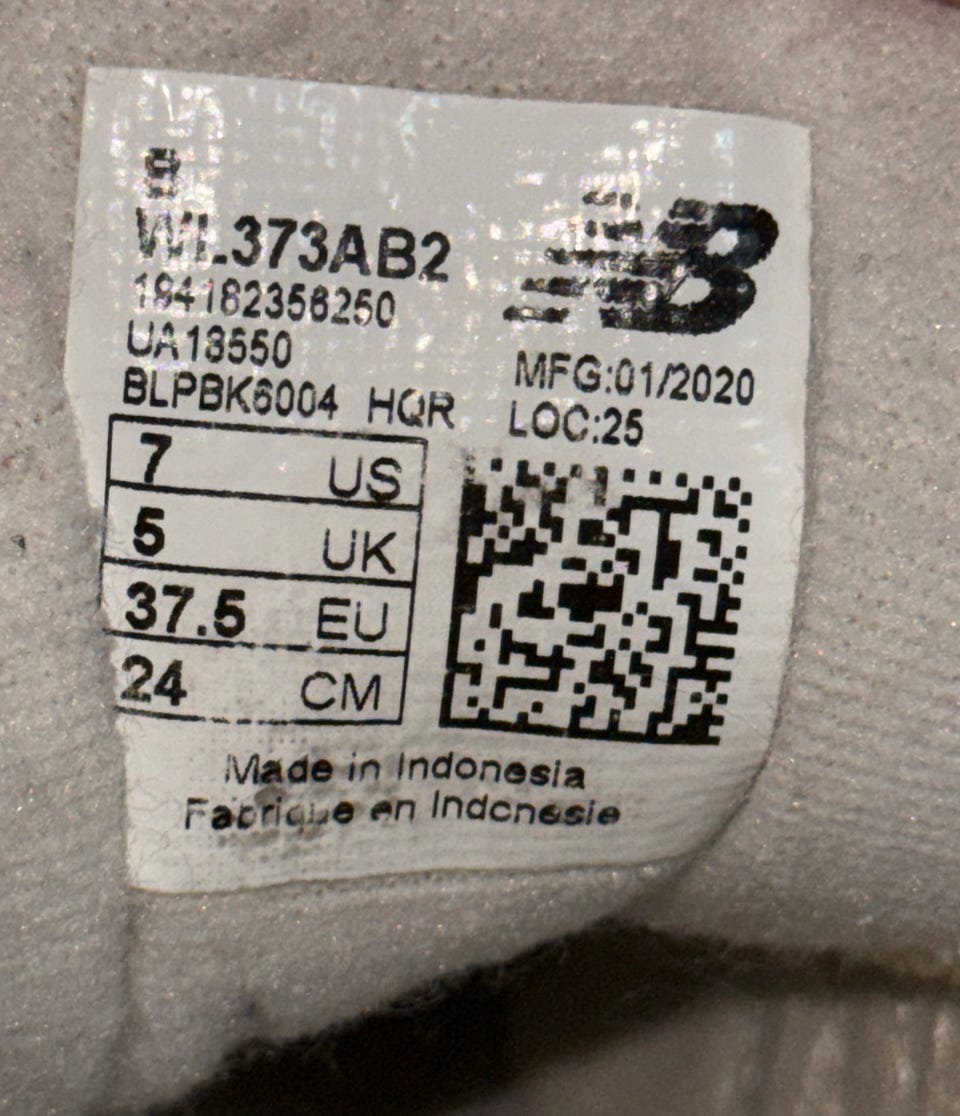 B
WL373AB2
194182356250
UA18550
BLPBK6004 HQR
MFG:01/2020
LOC:25
7 US
5 UK
37.5 EU
24 CM
Made in Indonesia
Fabrique en Indonesie